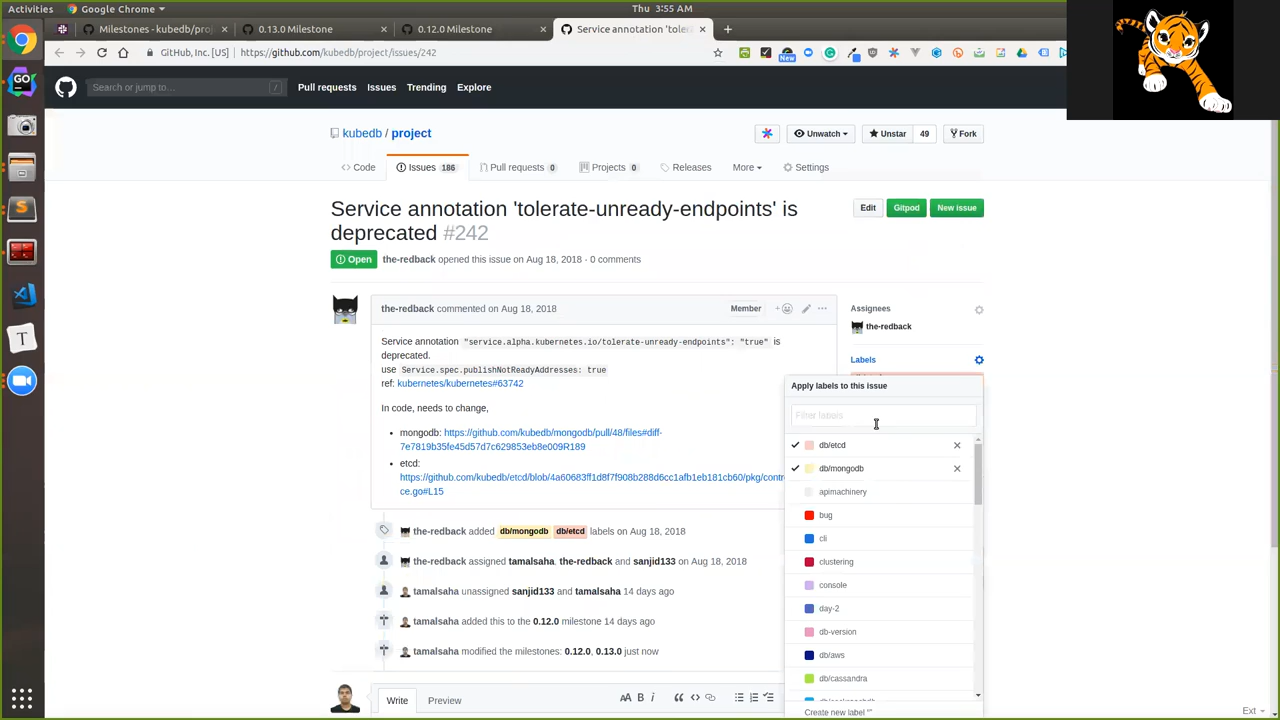 Activities
Google Chrome
Thu 3:55 AM
Milestones - kubedb/proj
0.13.0 Milestone
0.12.0 Milestone
Service annotation 'toler
GitHub, Inc. [US]
https://github.com/kubedb/project/issues/242
New
Search or jump to…
/
Pull requests
Issues
Trending
Explore
kubedb / project
Unwatch
Unstar
49
Fork
Code
Issues 186
Pull requests 0
Projects 0
Releases
More
Settings
Service annotation 'tolerate-unready-endpoints' is
deprecated #242
Edit
Gitpod
New issue
Open
the-redback opened this issue on Aug 18, 2018 · 0 comments
the-redback commented on Aug 18, 2018
Member
Service annotation "service.alpha.kubernetes.io/tolerate-unready-endpoints": "true" is
deprecated.
use Service.spec.publishNotReadyAddresses: true
ref: kubernetes/kubernetes#63742
In code, needs to change,
mongodb: https://github.com/kubedb/mongodb/pull/48/files#diff-
7e7819b35fe45d57d7c629853eb8e009R189
etcd:
https://github.com/kubedb/etcd/blob/4a60683ff1d8f7f908b288d6cc1afb1eb181cb60/pkg/contr
ce.go#L15
the-redback added db/mongodb db/etcd labels on Aug 18, 2018
the-redback assigned tamalsaha, the-redback and sanjid133 on Aug 18, 2018
tamalsaha unassigned sanjid133 and tamalsaha 14 days ago
tamalsaha added this to the 0.12.0 milestone 14 days ago
tamalsaha modified the milestones: 0.12.0, 0.13.0 just now
Write
Preview
AA B i
Assignees
the-redback
Labels
Apply labels to this issue
Filter labels
db/etcd
db/mongodb
apimachinery
bug
cli
clustering
console
day-2
db-version
db/aws
db/cassandra
Create new label ""
Ext
GO
S
T